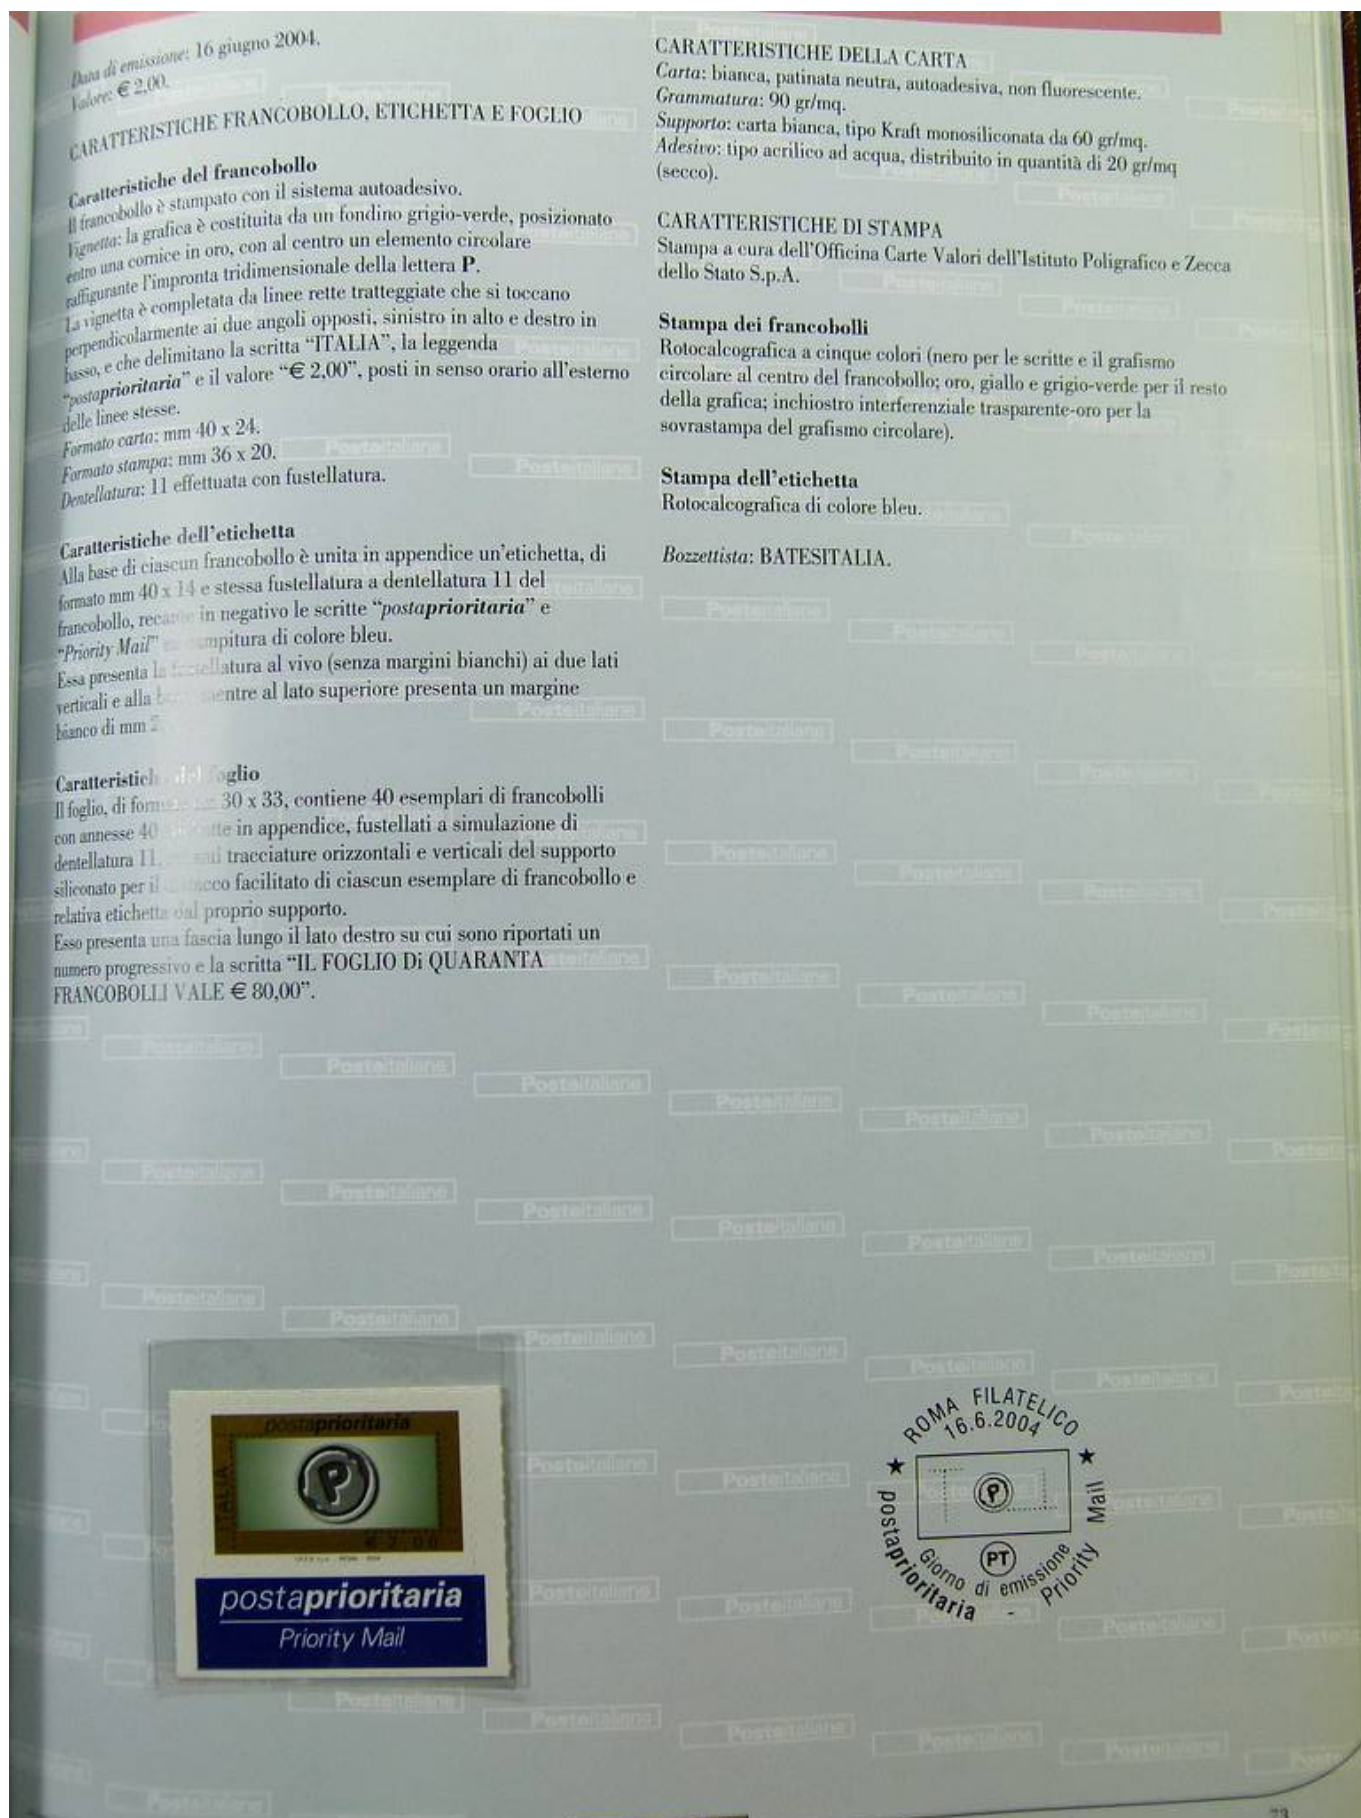 Data di emissione: 16 giugno 2004.
Valore: € 2,00.
CARATTERISTICHE FRANCOBOLLO, ETICHETTA E FOGLIO
Caratteristiche del francobollo
Il francobollo è stampato con il sistema autoadesivo.
Vignetta: la grafica è costituita da un fondino grigio-verde, posizionato
entro una cornice in oro, con al centro un elemento circolare
raffigurante l'impronta tridimensionale della lettera P.
La vignetta è completata da linee rette tratteggiate che si toccano
perpendicolarmente ai due angoli opposti, sinistro in alto e destro in
basso, e che delimitano la scritta “ITALIA”, la leggenda
“postaprioritaria” e il valore “€ 2,00”, posti in senso orario all'esterno
delle linee stesse.
Formato carta: mm 40 x 24.
Formato stampa: mm 36 x 20.
Dentellatura: 11 effettuata con fustellatura.
Caratteristiche dell'etichetta
Alla base di ciascun francobollo è unita in appendice un'etichetta, di
formato mm 40 x 14 e stessa fustellatura a dentellatura 11 del
francobollo, recante in negativo le scritte “postaprioritaria” e
“Priority Mail” di colore bleu.
Essa presenta la fustellatura al vivo (senza margini bianchi) ai due lati
verticali e alla mentre al lato superiore presenta un margine
bianco di mm 2
Caratteristiche del foglio
Il foglio, di 30 x 33, contiene 40 esemplari di francobolli
con annesse 40 in appendice, fustellati a simulazione di
dentellatura 11, tracciature orizzontali e verticali del supporto
siliconato per il facilitato di ciascun esemplare di francobollo e
relativa etichetta dal proprio supporto.
Esso presenta una fascia lungo il lato destro su cui sono riportati un
numero progressivo e la scritta “IL FOGLIO Di QUARANTA
FRANCOBOLLI VALE € 80,00”.
CARATTERISTICHE DELLA CARTA
Carta: bianca, patinata neutra, autoadesiva, non fluorescente.
Grammatura: 90 gr/mq.
Supporto: carta bianca, tipo Kraft monosiliconata da 60 gr/mq.
Adesivo: tipo acrilico ad acqua, distribuito in quantità di 20 gr/mq
(secco).
CARATTERISTICHE DI STAMPA
Stampa a cura dell'Officina Carte Valori dell'Istituto Poligrafico e Zecca
dello Stato S.p.A.
Stampa dei francobolli
Rotocalcografica a cinque colori (nero per le scritte e il grafismo
circolare al centro del francobollo; oro, giallo e grigio-verde per il resto
della grafica; inchiostro interferenziale trasparente-oro per la
sovrastampa del grafismo circolare).
Stampa dell'etichetta
Rotocalcografica di colore bleu.
Bozzettista: BATESITALIA.
postaprioritaria
ITALIA
P
€ 2,00
postaprioritaria
Priority Mail
ROMA FILATELICO
16.6.2004
P
PT
Giorno di emissione
postaprioritaria - Priority Mail
Posteitaliane